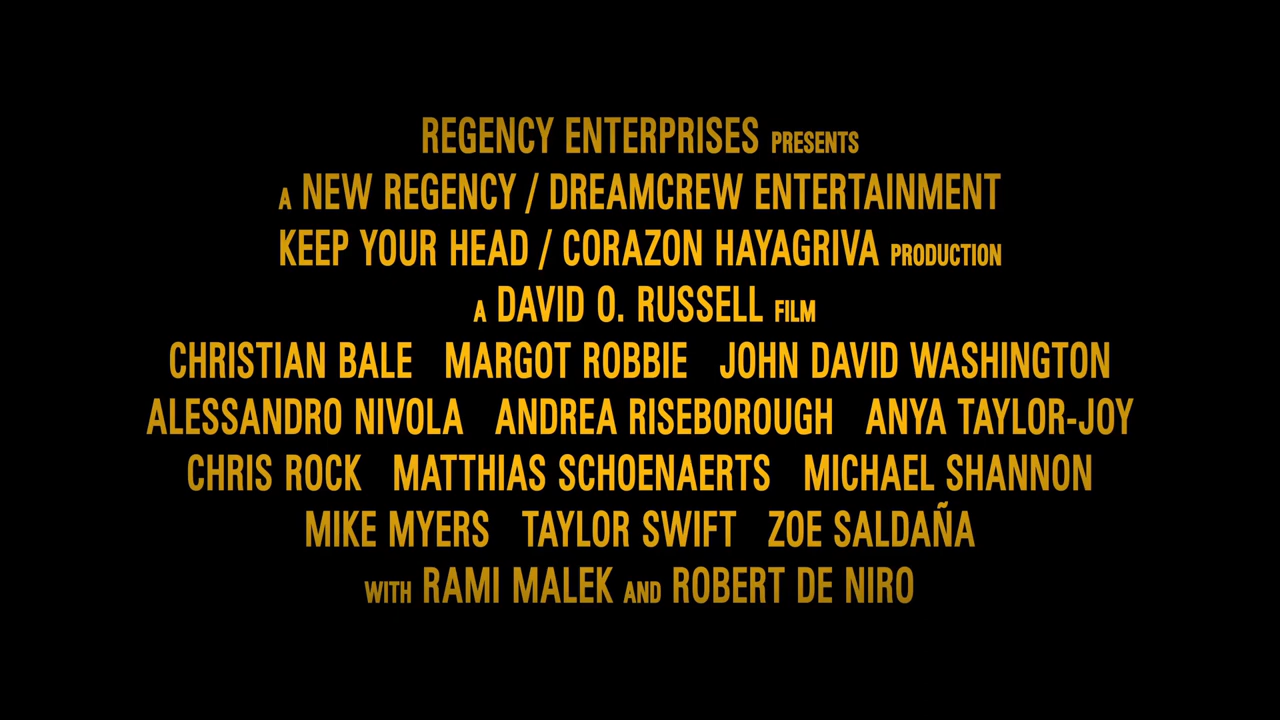 REGENCY ENTERPRISES PRESENTS
A NEW REGENCY / DREAMCREW ENTERTAINMENT
KEEP YOUR HEAD / CORAZON HAYAGRIVA PRODUCTION
A DAVID O. RUSSELL FILM
CHRISTIAN BALE MARGOT ROBBIE JOHN DAVID WASHINGTON
ALESSANDRO NIVOLA ANDREA RISEBOROUGH ANYA TAYLOR-JOY
CHRIS ROCK MATTHIAS SCHOENAERTS MICHAEL SHANNON
MIKE MYERS TAYLOR SWIFT ZOE SALDAÑA
WITH RAMI MALEK AND ROBERT DE NIRO